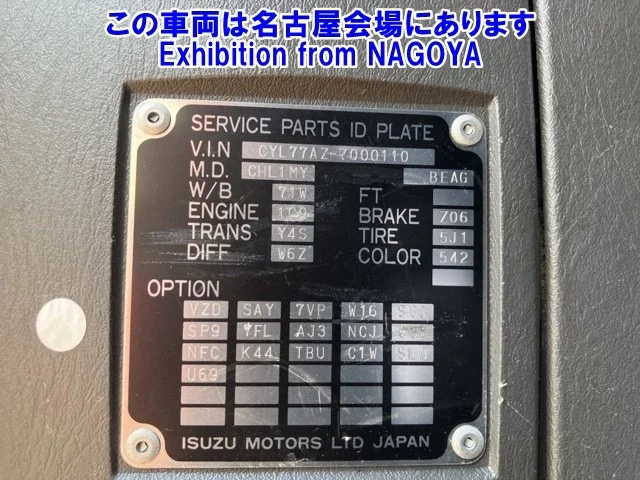 この車両は名古屋会場にあります
Exhibition from NAGOYA
SERVICE PARTS ID PLATE
V.I.N CYL77AZ-7000110
M.D. CHL1MY BEAG
W/B 71W FT
ENGINE BRAKE Z06
TRANS Y4S TIRE 5J1
DIFF W6Z COLOR 542
OPTION
VZD SAY 7VP W16
SP9 7FL AJ3 NCJ
NFC K44 TBU C1W
U69
ISUZU MOTORS LTD JAPAN